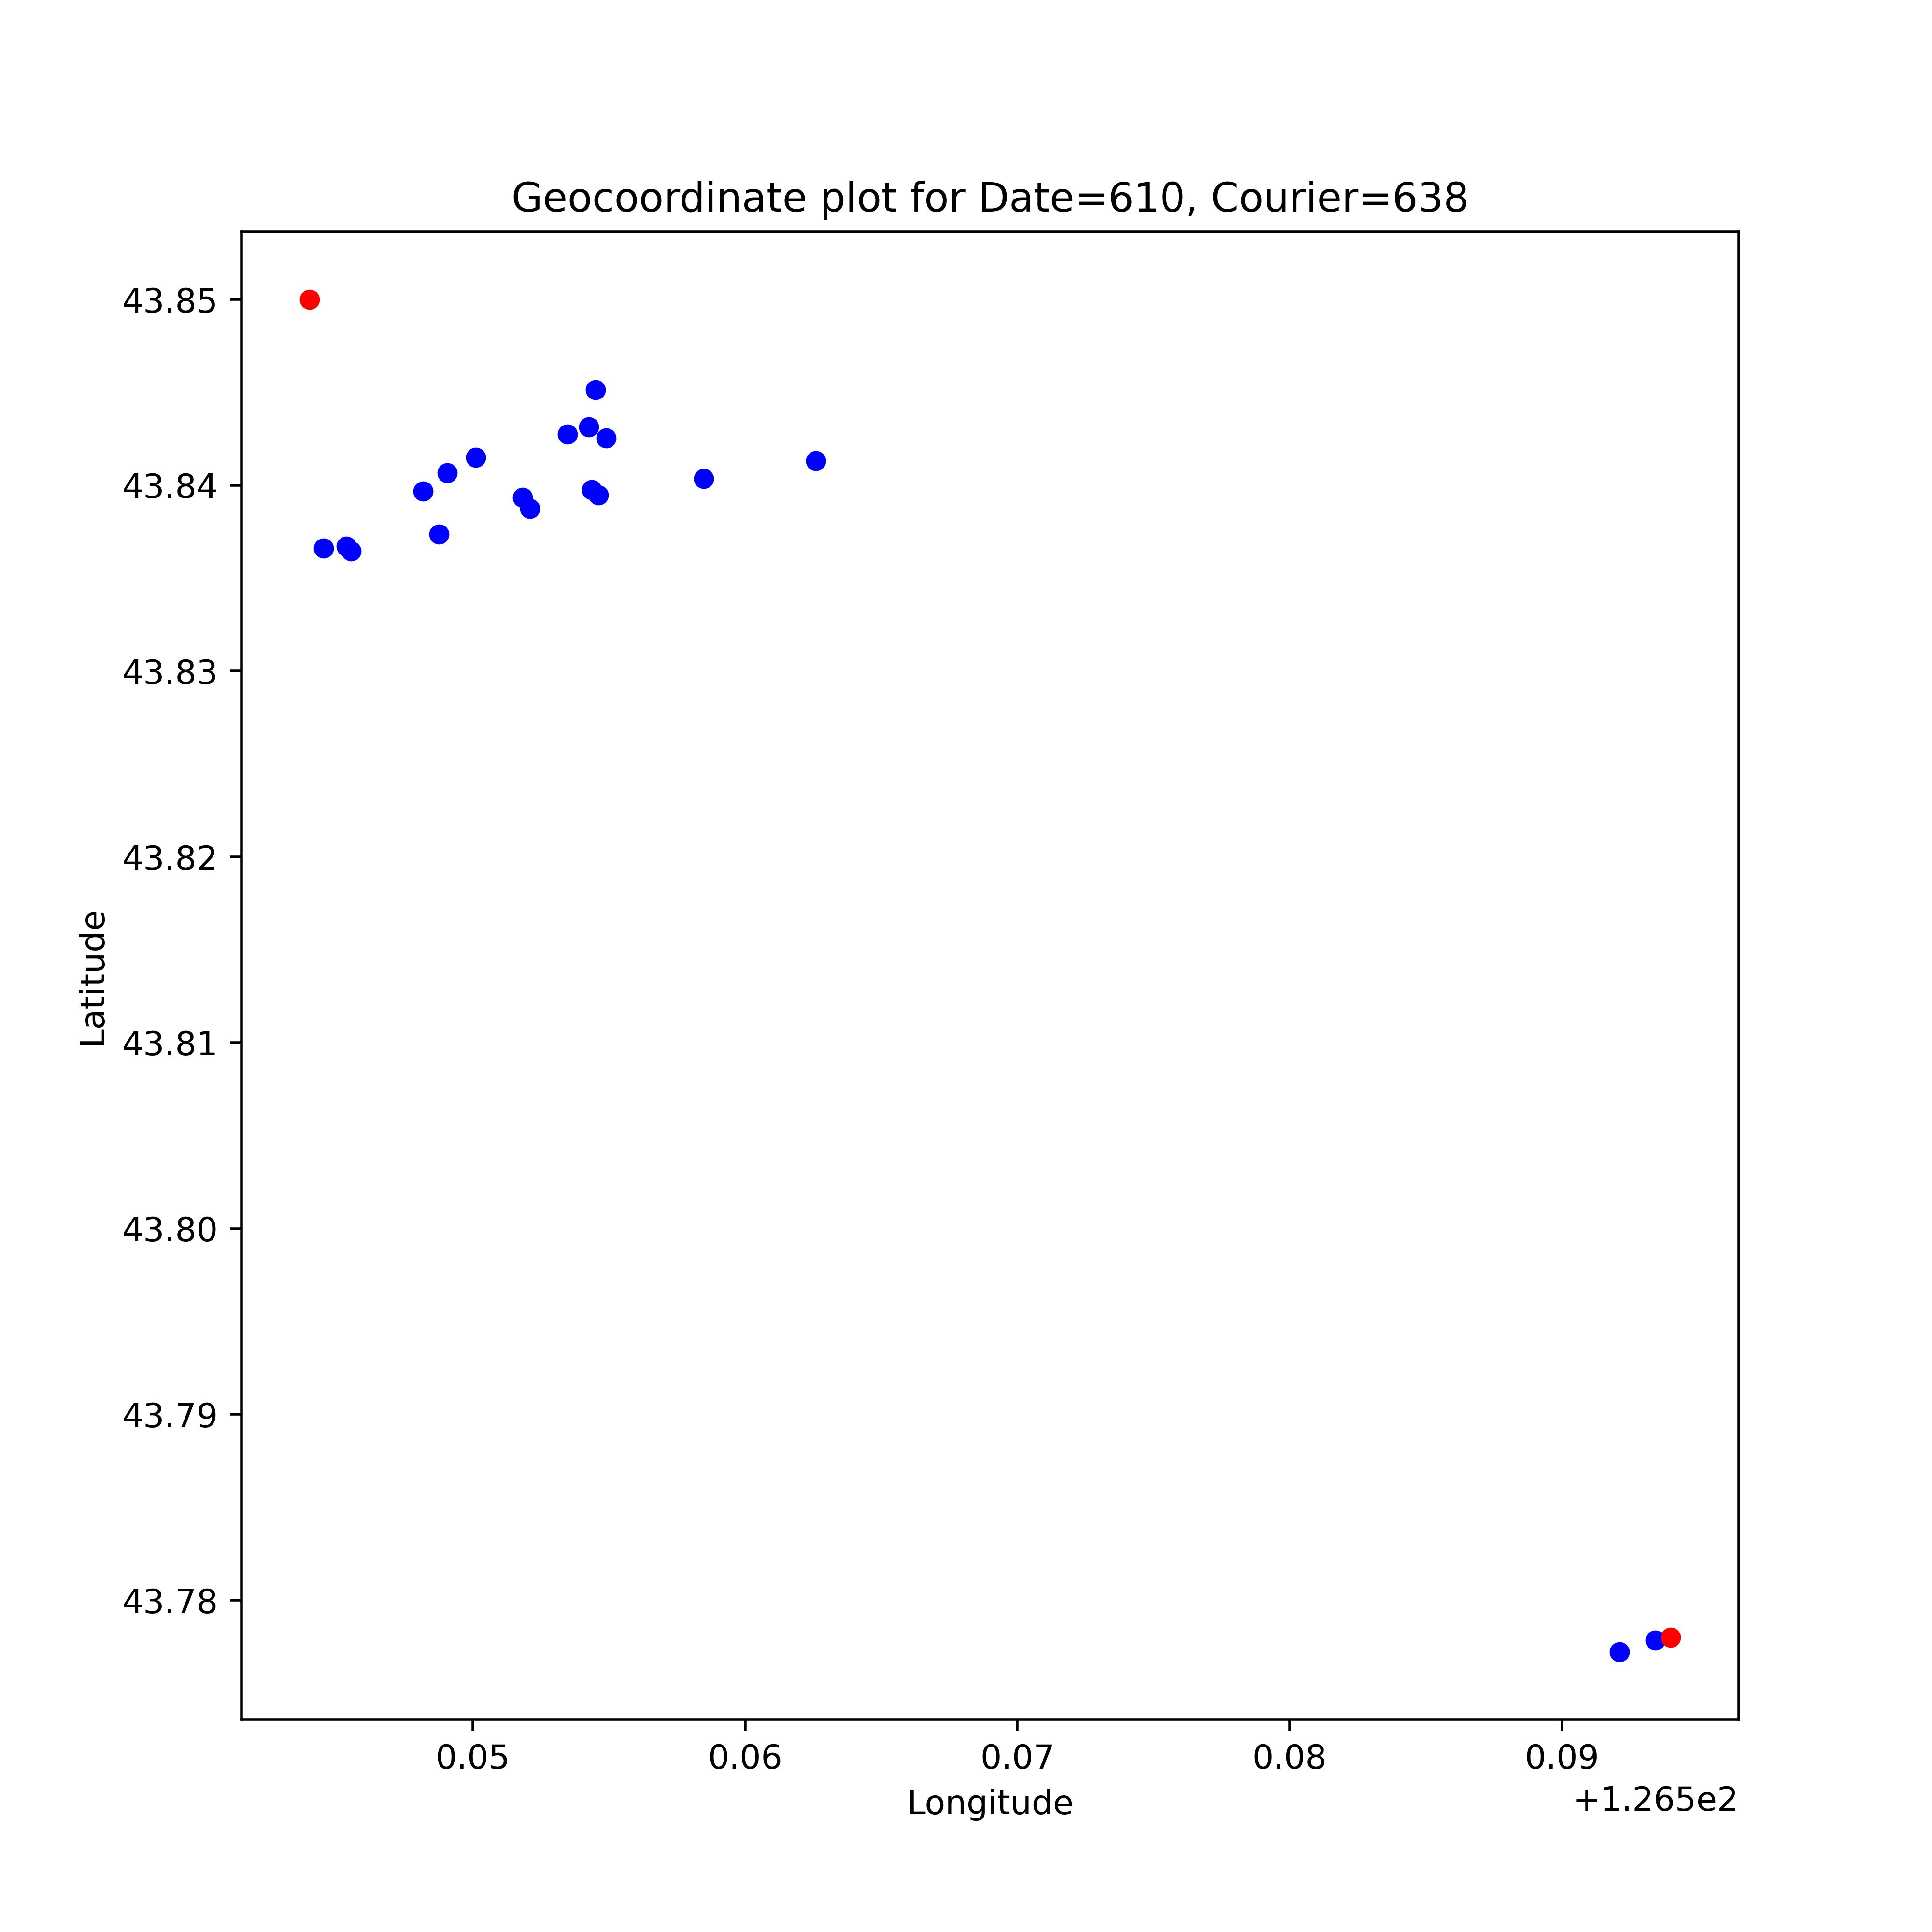 Geocoordinate plot for Date=610, Courier=638
43.85
43.84
43.83
43.82
43.81
43.80
43.79
43.78
Latitude
0.05 0.06 0.07 0.08 0.09
+1.265e2
Longitude